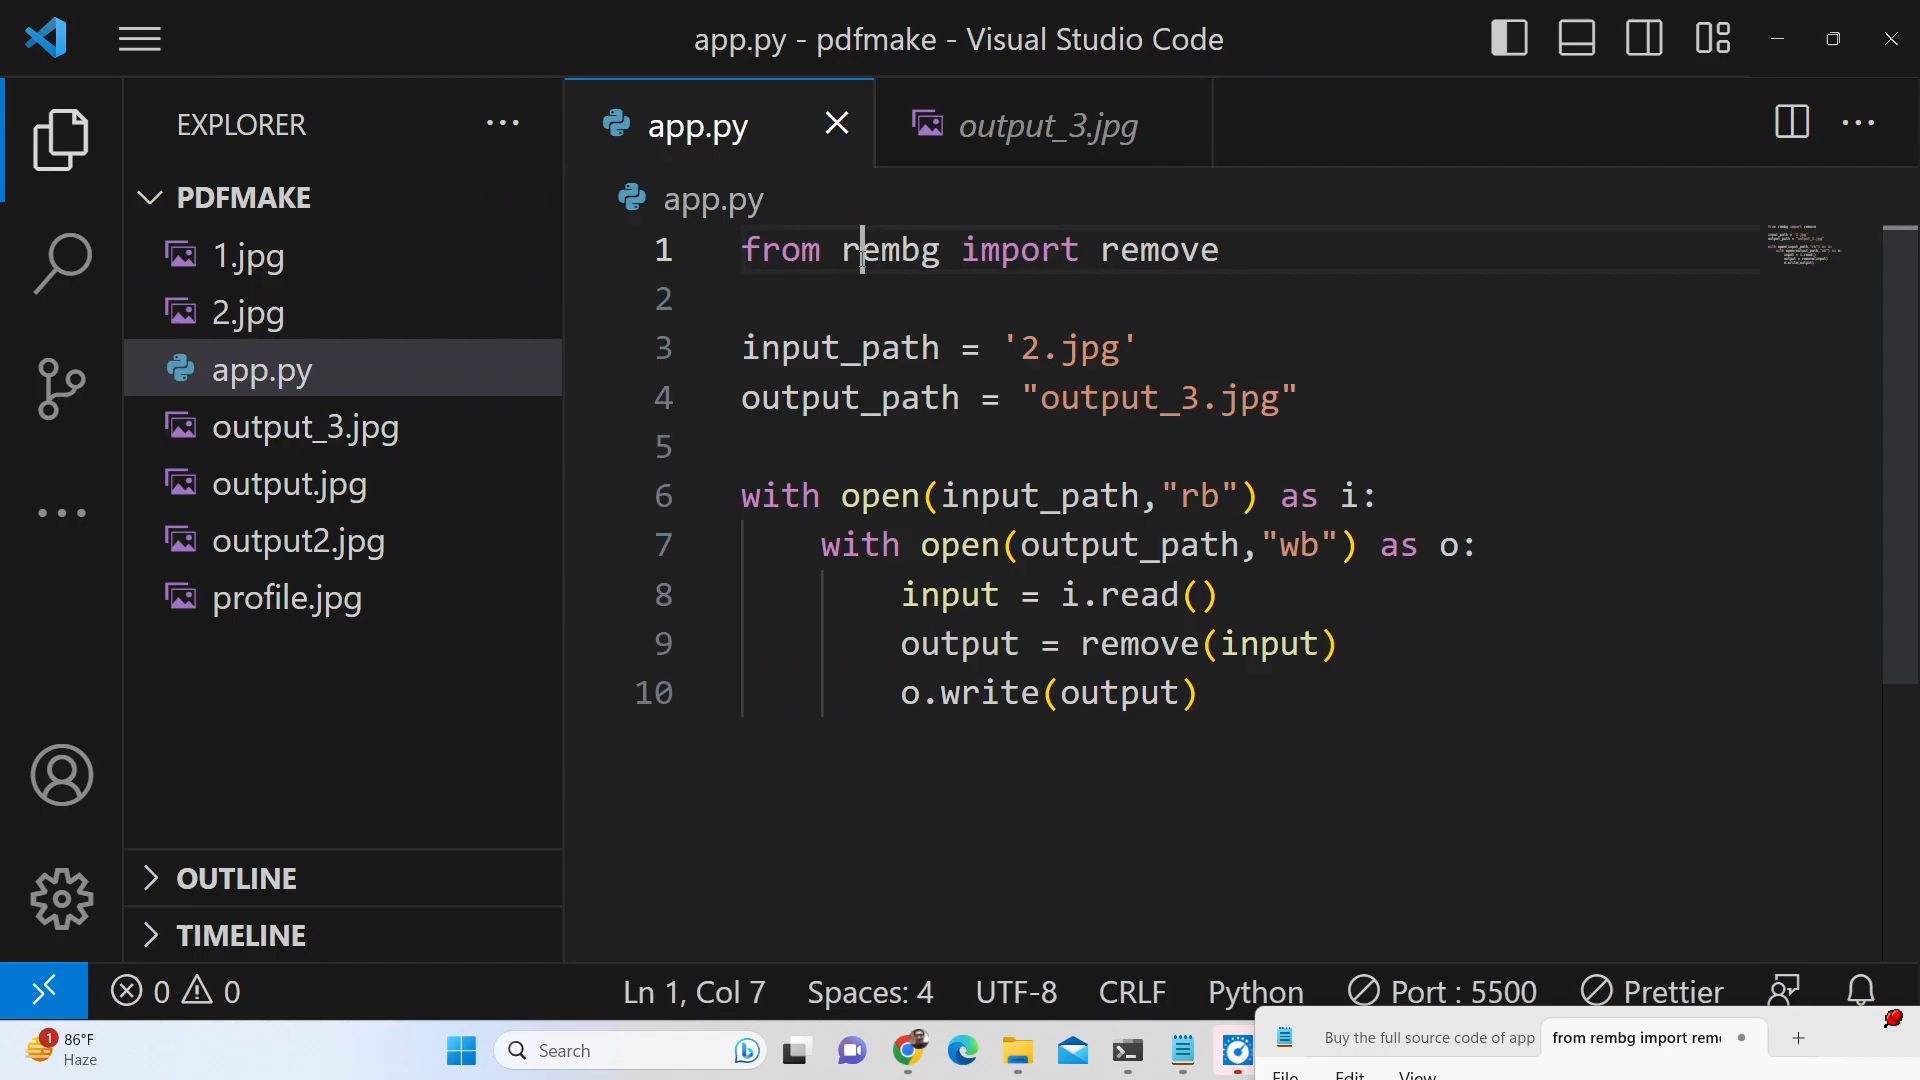 app.py - pdfmake - Visual Studio Code
EXPLORER
PDFMAKE
1.jpg
2.jpg
app.py
output_3.jpg
output.jpg
output2.jpg
profile.jpg
OUTLINE
TIMELINE
app.py
output_3.jpg
app.py
1 from rembg import remove
2
3 input_path = '2.jpg'
4 output_path = "output_3.jpg"
5
6 with open(input_path,"rb") as i:
7 with open(output_path,"wb") as o:
8 input = i.read()
9 output = remove(input)
10 o.write(output)
0 0
Ln 1, Col 7 Spaces: 4 UTF-8 CRLF Python Port : 5500 Prettier
1
86°F
Haze
Search
Buy the full source code of app
from rembg import rem
File Edit View